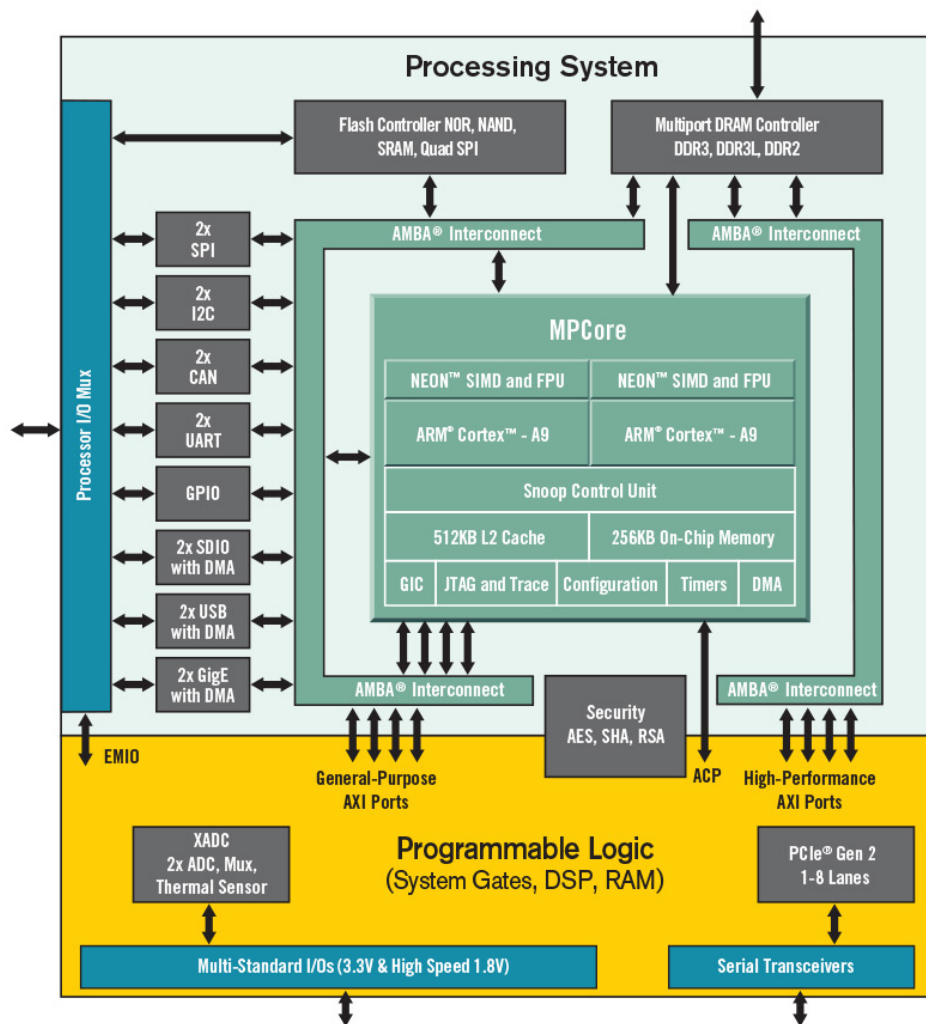 Processing System
Flash Controller NOR, NAND,
SRAM, Quad SPI
Multiport DRAM Controller
DDR3, DDR3L, DDR2
AMBA® Interconnect
AMBA® Interconnect
Processor I/O Mux
2x
SPI
2x
I2C
2x
CAN
2x
UART
GPIO
2x SDIO
with DMA
2x USB
with DMA
2x GigE
with DMA
MPCore
NEON™ SIMD and FPU
NEON™ SIMD and FPU
ARM® Cortex™ - A9
ARM® Cortex™ - A9
Snoop Control Unit
512KB L2 Cache
256KB On-Chip Memory
GIC
JTAG and Trace
Configuration
Timers
DMA
AMBA® Interconnect
AMBA® Interconnect
Security
AES, SHA, RSA
EMIO
General-Purpose
AXI Ports
ACP
High-Performance
AXI Ports
XADC
2x ADC, Mux,
Thermal Sensor
Programmable Logic
(System Gates, DSP, RAM)
PCIe® Gen 2
1-8 Lanes
Multi-Standard I/Os (3.3V & High Speed 1.8V)
Serial Transceivers